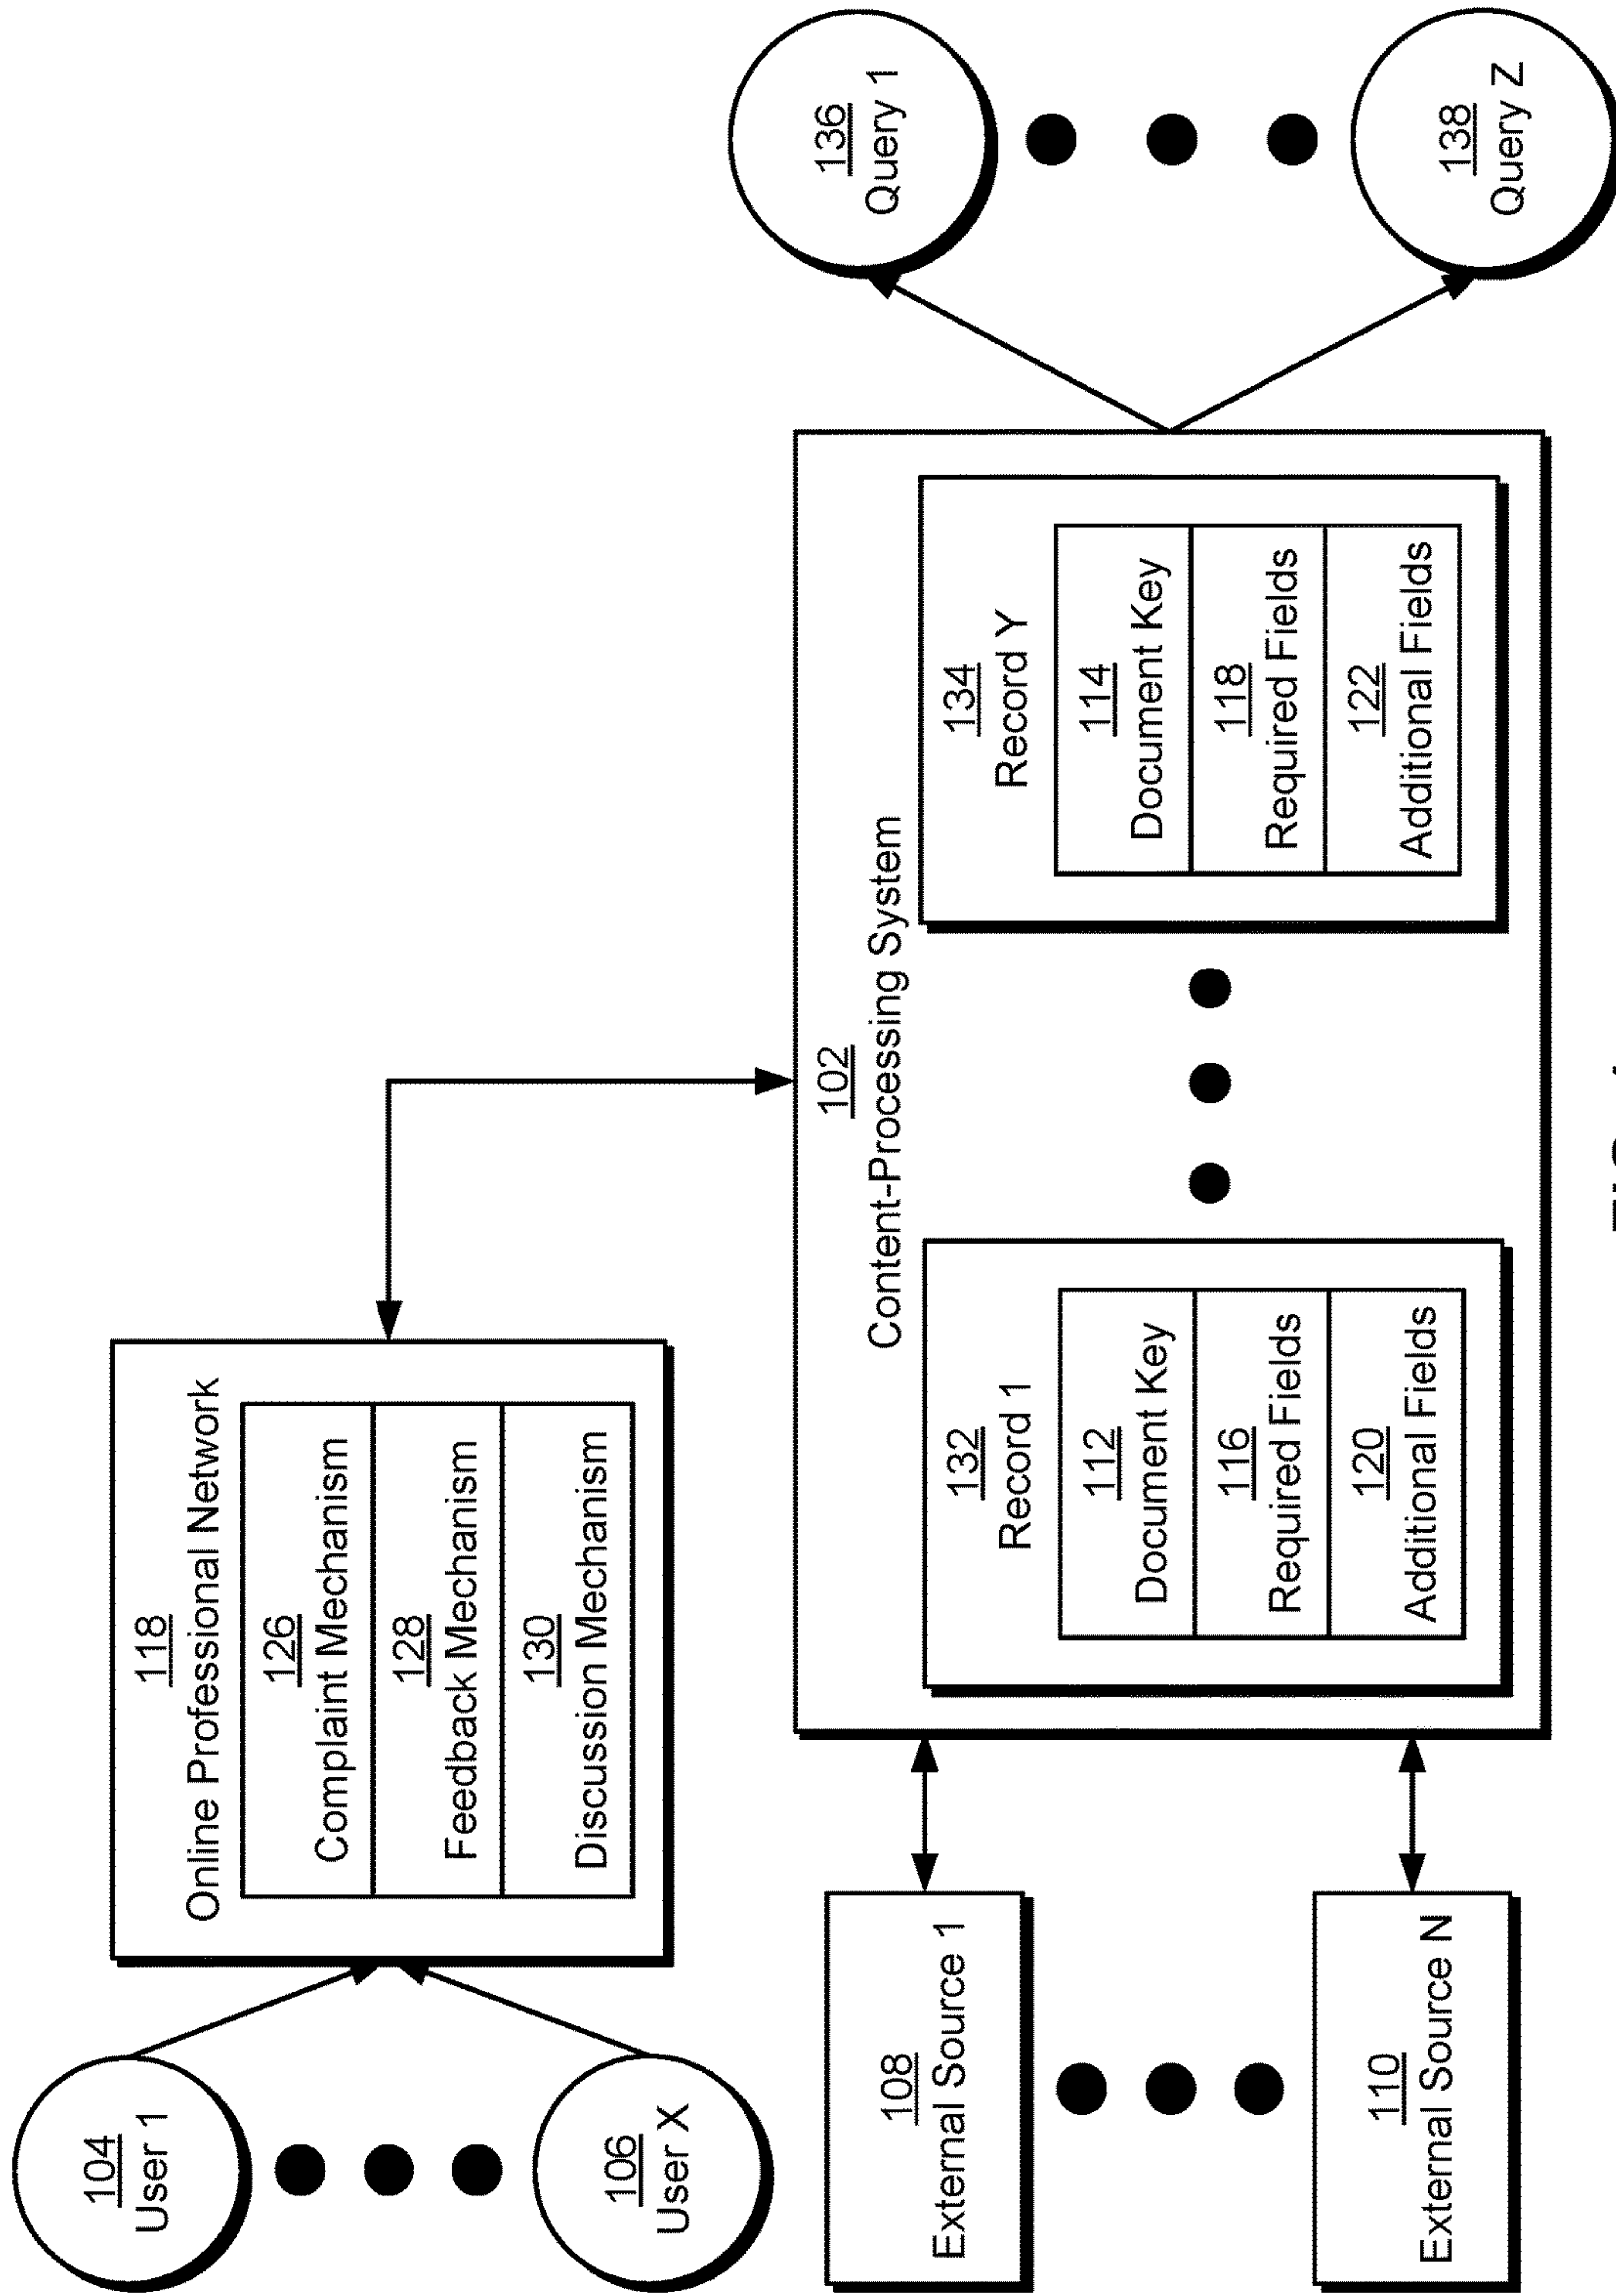 104
User 1
106
User X
118
Online Professional Network
126
Complaint Mechanism
128
Feedback Mechanism
130
Discussion Mechanism
108
External Source 1
110
External Source N
102
Content-Processing System
132
Record 1
112
Document Key
116
Required Fields
120
Additional Fields
134
Record Y
114
Document Key
118
Required Fields
122
Additional Fields
136
Query 1
138
Query Z